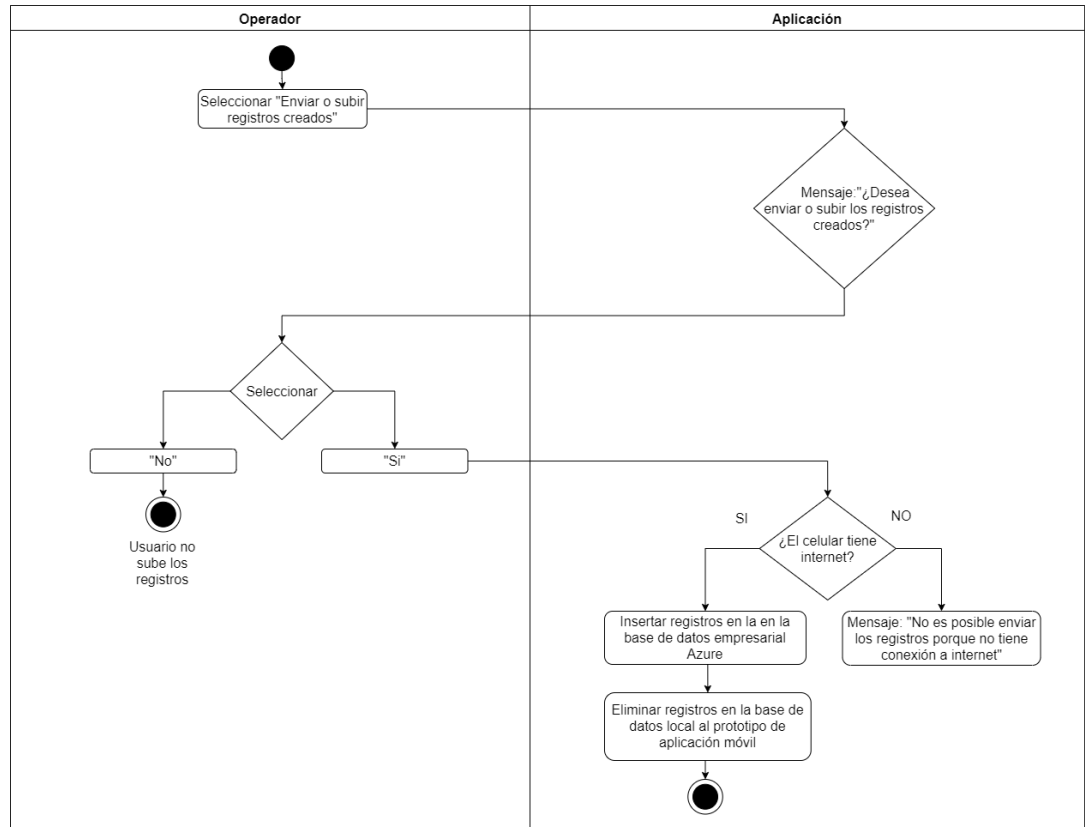 Operador
Aplicación
Seleccionar "Enviar o subir
registros creados"
Mensaje:"¿Desea
enviar o subir los registros
creados?"
Seleccionar
"No"
"Si"
Usuario no
sube los
registros
SI
NO
¿El celular tiene
internet?
Insertar registros en la en la
base de datos empresarial
Azure
Mensaje: "No es posible enviar
los registros porque no tiene
conexión a internet"
Eliminar registros en la base de
datos local al prototipo de
aplicación móvil